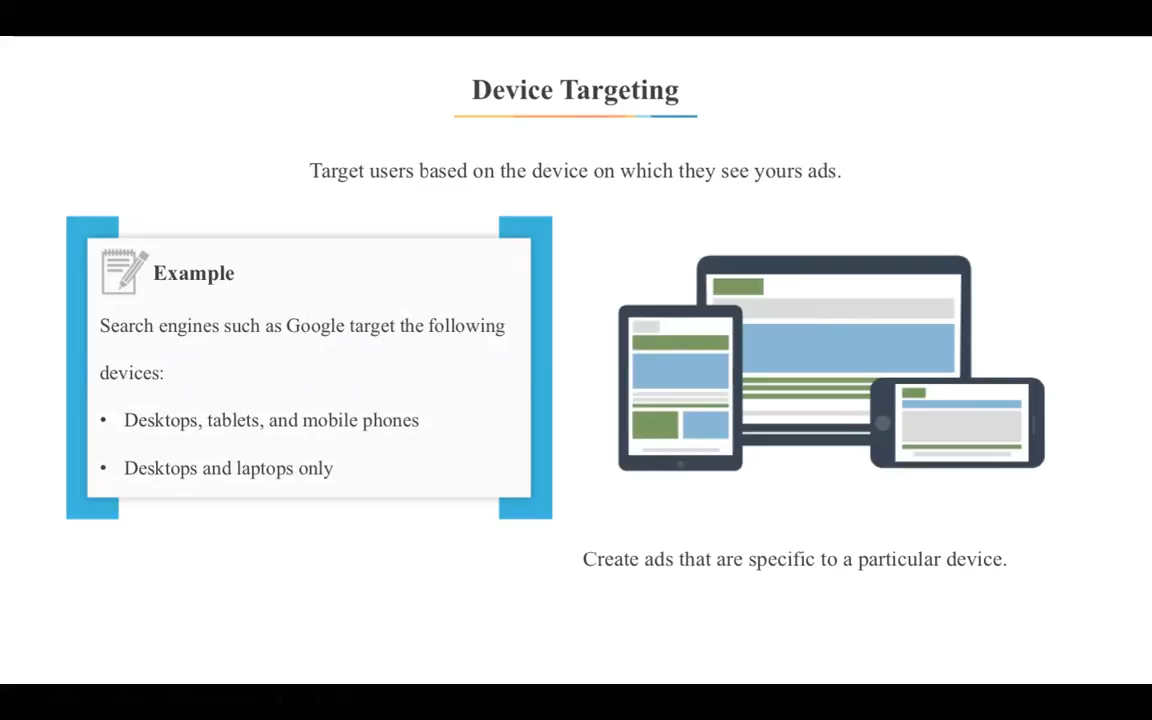 Device Targeting
Target users based on the device on which they see yours ads.
Example
Search engines such as Google target the following
devices:
• Desktops, tablets, and mobile phones
• Desktops and laptops only
Create ads that are specific to a particular device.